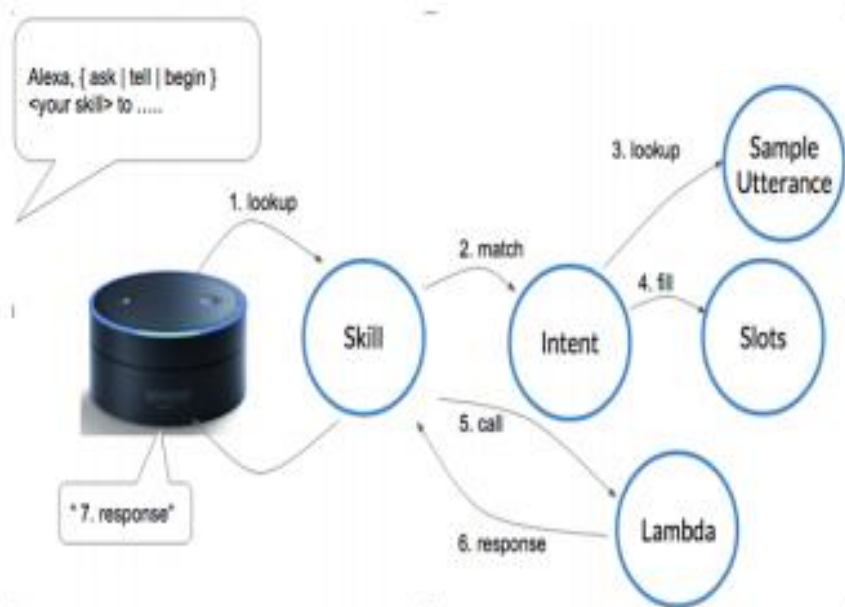 Alexa, { ask | tell | begin }
<your skill> to .....
1. lookup
2. match
3. lookup
Sample
Utterance
4. fill
Skill
Intent
Slots
5. call
" 7. response"
6. response
Lambda